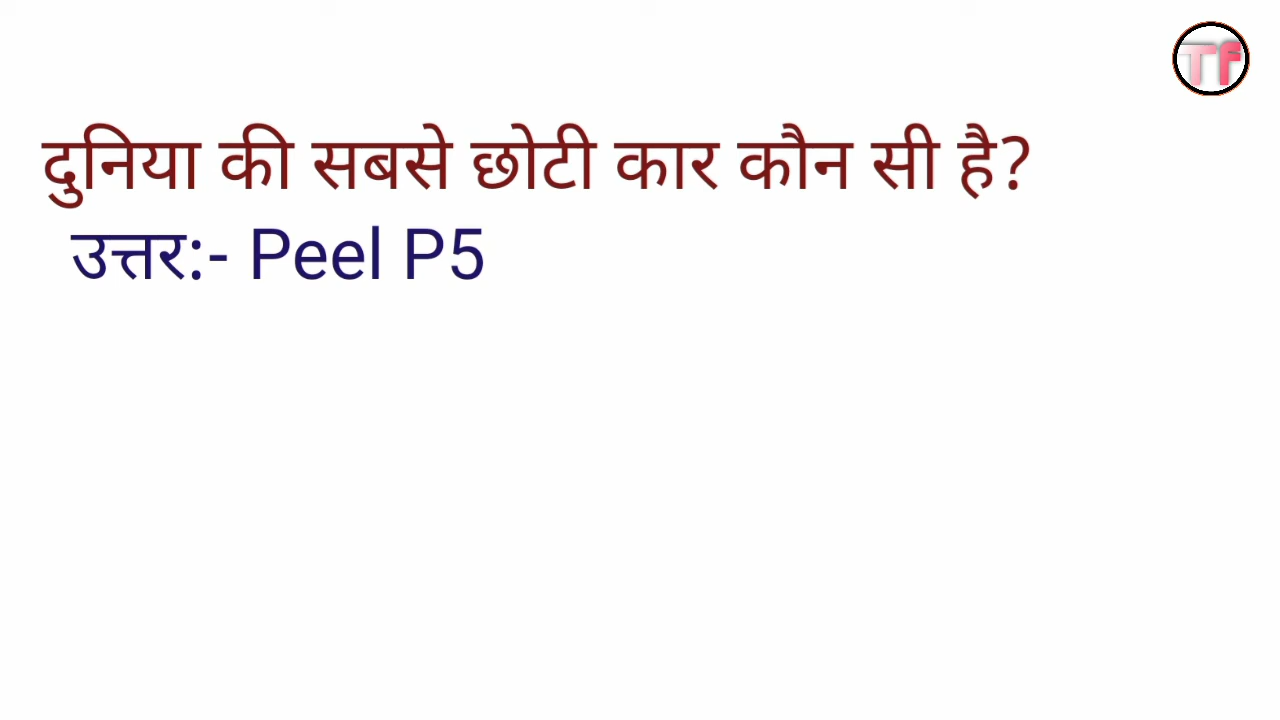 Tf
दुनिया की सबसे छोटी कार कौन सी है?
उत्तर:- Peel P5